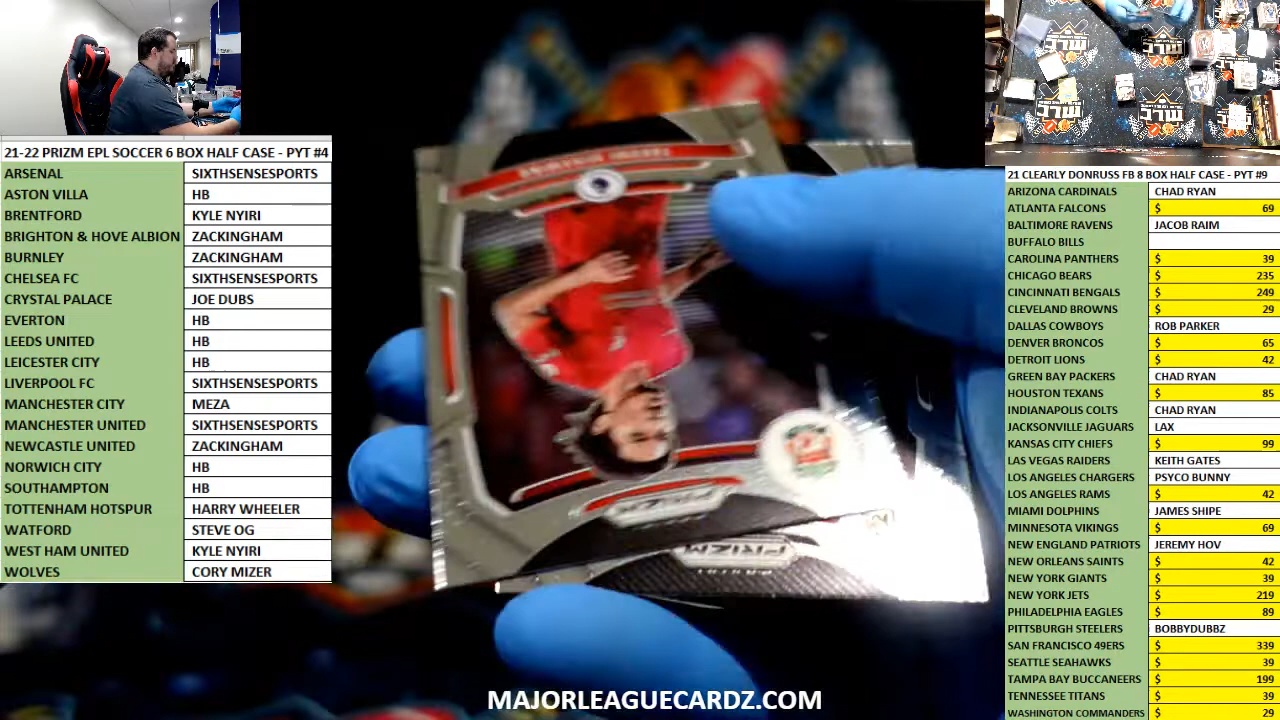 21-22 PRIZM EPL SOCCER 6 BOX HALF CASE - PYT #4
ARSENAL SIXTHSENSESPORTS
ASTON VILLA HB
BRENTFORD KYLE NYIRI
BRIGHTON & HOVE ALBION ZACKINGHAM
BURNLEY ZACKINGHAM
CHELSEA FC SIXTHSENSESPORTS
CRYSTAL PALACE JOE DUBS
EVERTON HB
LEEDS UNITED HB
LEICESTER CITY HB
LIVERPOOL FC SIXTHSENSESPORTS
MANCHESTER CITY MEZA
MANCHESTER UNITED SIXTHSENSESPORTS
NEWCASTLE UNITED ZACKINGHAM
NORWICH CITY HB
SOUTHAMPTON HB
TOTTENHAM HOTSPUR HARRY WHEELER
WATFORD STEVE OG
WEST HAM UNITED KYLE NYIRI
WOLVES CORY MIZER
PRIZM
PRIZM
MAJORLEAGUECARDZ.COM
21 CLEARLY DONRUSS FB 8 BOX HALF CASE - PYT #9
ARIZONA CARDINALS CHAD RYAN
ATLANTA FALCONS $ 69
BALTIMORE RAVENS JACOB RAIM
BUFFALO BILLS
CAROLINA PANTHERS $ 39
CHICAGO BEARS $ 235
CINCINNATI BENGALS $ 249
CLEVELAND BROWNS $ 29
DALLAS COWBOYS ROB PARKER
DENVER BRONCOS $ 65
DETROIT LIONS $ 42
GREEN BAY PACKERS CHAD RYAN
HOUSTON TEXANS $ 85
INDIANAPOLIS COLTS CHAD RYAN
JACKSONVILLE JAGUARS LAX
KANSAS CITY CHIEFS $ 99
LAS VEGAS RAIDERS KEITH GATES
LOS ANGELES CHARGERS PSYCO BUNNY
LOS ANGELES RAMS $ 42
MIAMI DOLPHINS JAMES SHIPE
MINNESOTA VIKINGS $ 69
NEW ENGLAND PATRIOTS JEREMY HOV
NEW ORLEANS SAINTS $ 42
NEW YORK GIANTS $ 39
NEW YORK JETS $ 219
PHILADELPHIA EAGLES $ 89
PITTSBURGH STEELERS BOBBYDUBBZ
SAN FRANCISCO 49ERS $ 339
SEATTLE SEAHAWKS $ 39
TAMPA BAY BUCCANEERS $ 199
TENNESSEE TITANS $ 39
WASHINGTON COMMANDERS $ 29